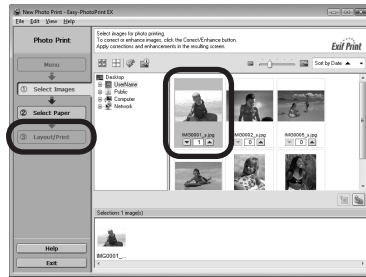 New Photo Print - Easy-PhotoPrint EX
File Edit View Help
Photo Print
Select images for photo printing.
To correct or enhance images, click the Correct/Enhance button.
Apply corrections and enhancements in the resulting screen.
Exif Print
Menu
① Select Images
② Select Paper
③ Layout/Print
Help
Exit
Sort by Date
Desktop
UserName
Public
Computer
Network
IMG0001_s.jpg
1
IMG0002_s.jpg
0
IMG0005_s.jpg
0
Selections 1 image(s)
IMG0001_...